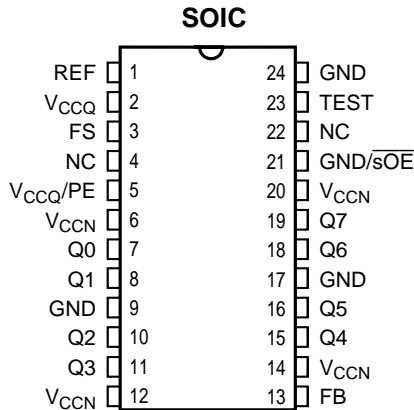 SOIC
REF 1 24 GND
VCCQ 2 23 TEST
FS 3 22 NC
NC 4 21 GND/s̅O̅E̅
VCCQ/PE 5 20 VCCN
VCCN 6 19 Q7
Q0 7 18 Q6
Q1 8 17 GND
GND 9 16 Q5
Q2 10 15 Q4
Q3 11 14 VCCN
VCCN 12 13 FB